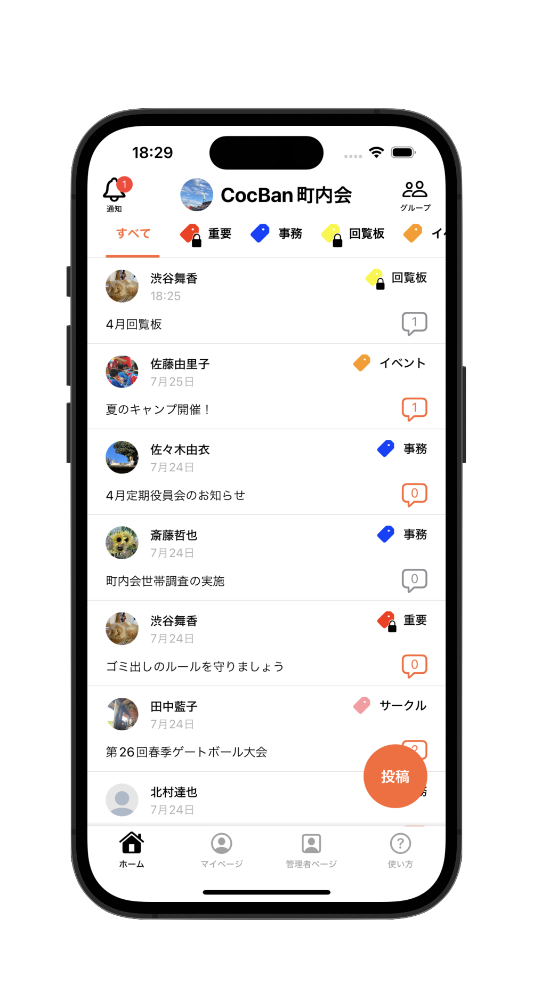 18:29
1
通知
CocBan町内会
グループ
すべて
重要
事務
回覧板
渋谷舞香
回覧板
18:25
4月回覧板
1
佐藤由里子
イベント
7月25日
夏のキャンプ開催！
1
佐々木由衣
事務
7月24日
4月定期役員会のお知らせ
0
斎藤哲也
事務
7月24日
町内会世帯調査の実施
0
渋谷舞香
重要
7月24日
ゴミ出しのルールを守りましょう
0
田中藍子
サークル
7月24日
第26回春季ゲートボール大会
投稿
北村達也
7月24日
ホーム
マイページ
管理者ページ
使い方